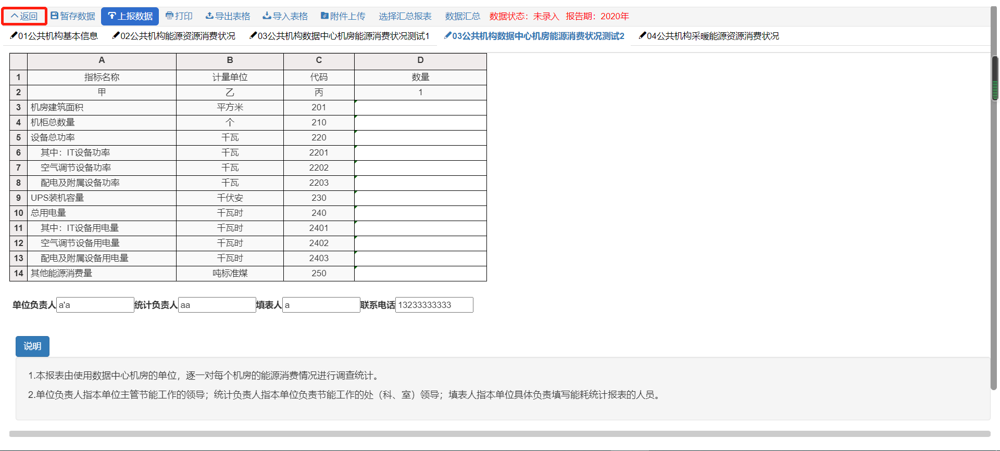 返回 暂存数据 上报数据 打印 导出表格 导入表格 附件上传 选择汇总报表 数据汇总 数据状态：未录入 报告期：2020年
01公共机构基本信息 02公共机构能源资源消费状况 03公共机构数据中心机房能源消费状况测试1 03公共机构数据中心机房能源消费状况测试2 04公共机构采暖能源资源消费状况
A B C D
1 指标名称 计量单位 代码 数量
2 甲 乙 丙 1
3 机房建筑面积 平方米 201
4 机柜总数量 个 210
5 设备总功率 千瓦 220
6 其中：IT设备功率 千瓦 2201
7 空气调节设备功率 千瓦 2202
8 配电及附属设备功率 千瓦 2203
9 UPS装机容量 千伏安 230
10 总用电量 千瓦时 240
11 其中：IT设备用电量 千瓦时 2401
12 空气调节设备用电量 千瓦时 2402
13 配电及附属设备用电量 千瓦时 2403
14 其他能源消费量 吨标准煤 250
单位负责人 a'a 统计负责人 aa 填表人 a 联系电话 13233333333
说明
1.本报表由使用数据中心机房的单位，逐一对每个机房的能源消费情况进行调查统计。
2.单位负责人指本单位主管节能工作的领导；统计负责人指本单位负责节能工作的处（科、室）领导；填表人指本单位具体负责填写能耗统计报表的人员。